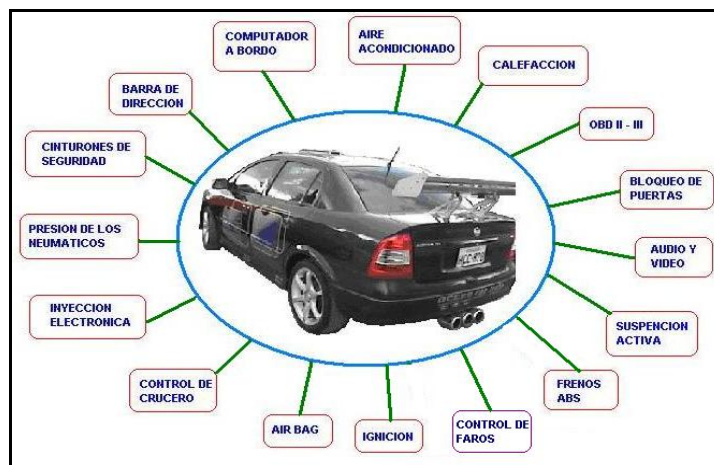 COMPUTADOR
A BORDO
AIRE
ACONDICIONADO
CALEFACCION
BARRA DE
DIRECCION
OBD II - III
CINTURONES DE
SEGURIDAD
BLOQUEO DE
PUERTAS
PRESION DE LOS
NEUMATICOS
AUDIO Y
VIDEO
INYECCION
ELECTRONICA
SUSPENCION
ACTIVA
CONTROL DE
CRUCERO
FRENOS
ABS
AIR BAG
IGNICION
CONTROL DE
FAROS